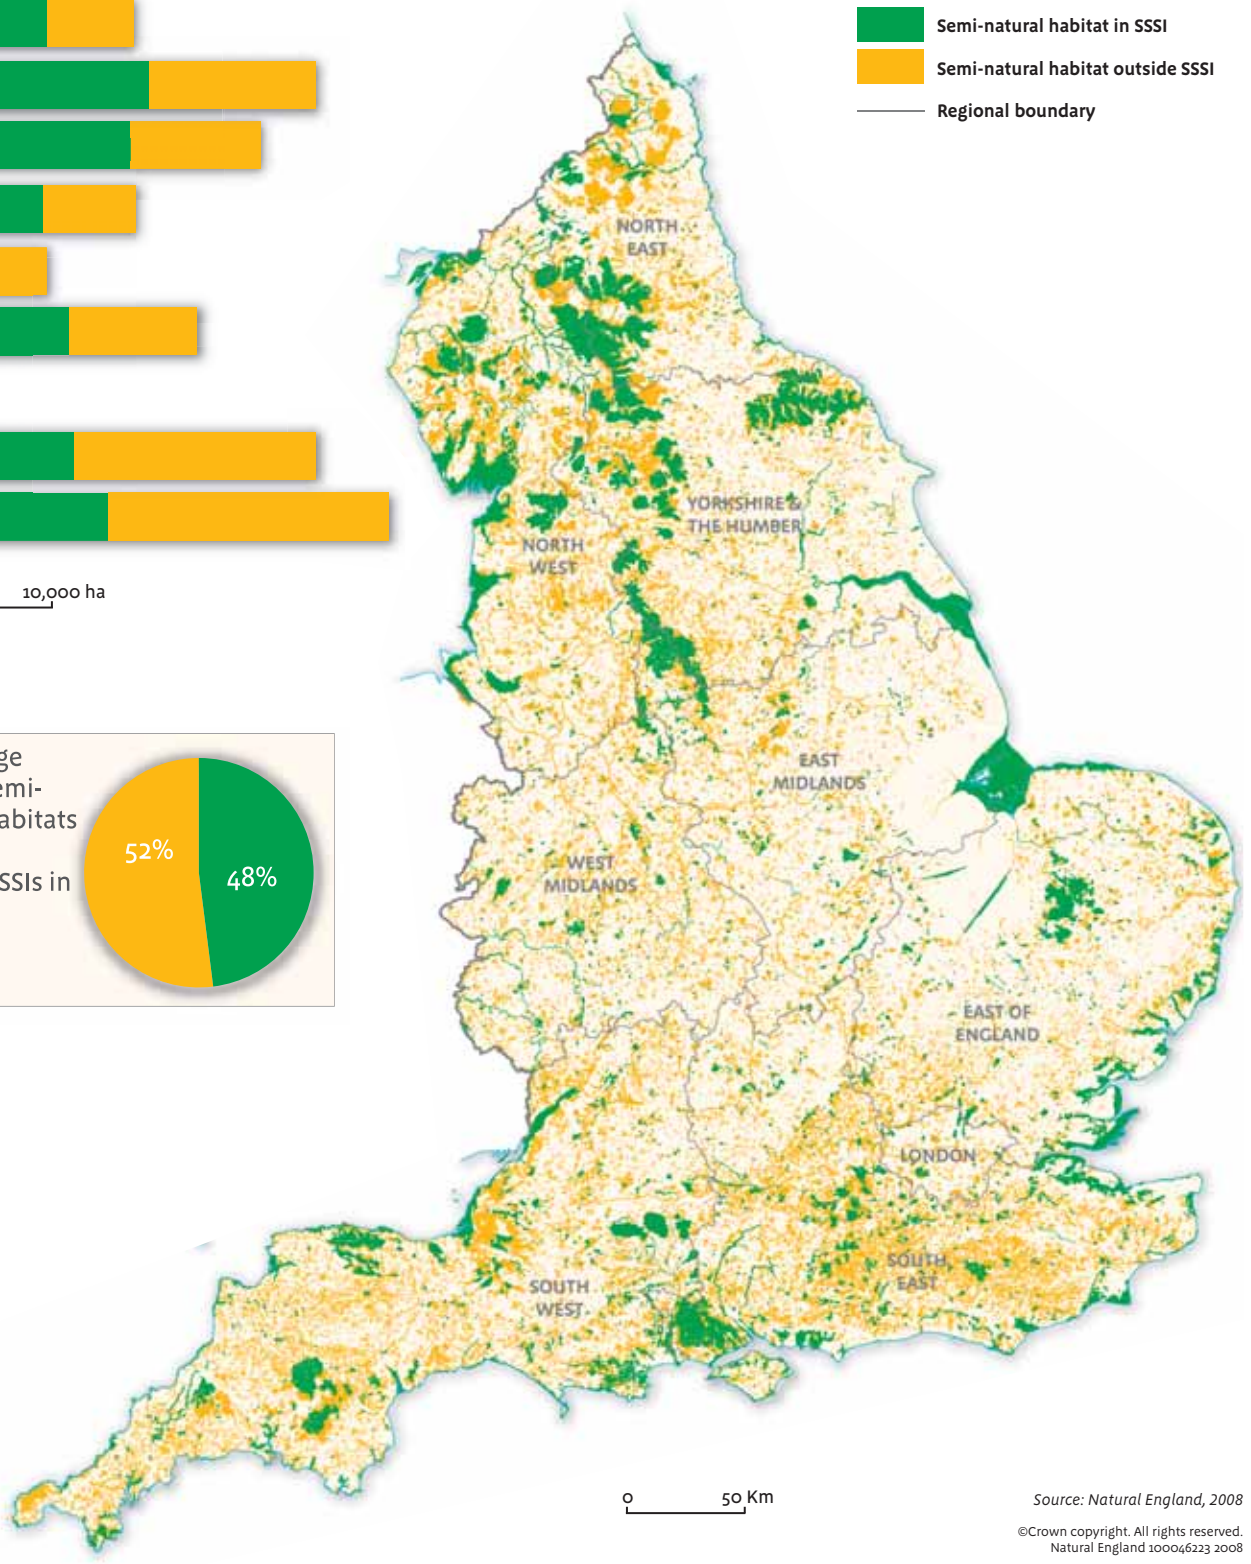 Semi-natural habitat in SSSI
Semi-natural habitat outside SSSI
Regional boundary
NORTH
EAST
YORKSHIRE &
THE HUMBER
NORTH
WEST
10,000 ha
EAST
MIDLANDS
ge
emi-
abitats
SSIs in
52%
48%
WEST
MIDLANDS
EAST OF
ENGLAND
LONDON
SOUTH
EAST
SOUTH
WEST
0 50 Km
Source: Natural England, 2008
©Crown copyright. All rights reserved.
Natural England 100046223 2008